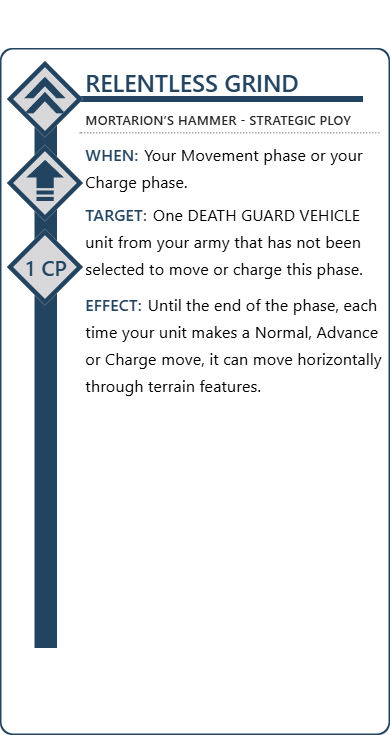 RELENTLESS GRIND
MORTARION’S HAMMER - STRATEGIC PLOY
WHEN: Your Movement phase or your
Charge phase.
TARGET: One DEATH GUARD VEHICLE
unit from your army that has not been
selected to move or charge this phase.
1 CP
EFFECT: Until the end of the phase, each
time your unit makes a Normal, Advance
or Charge move, it can move horizontally
through terrain features.